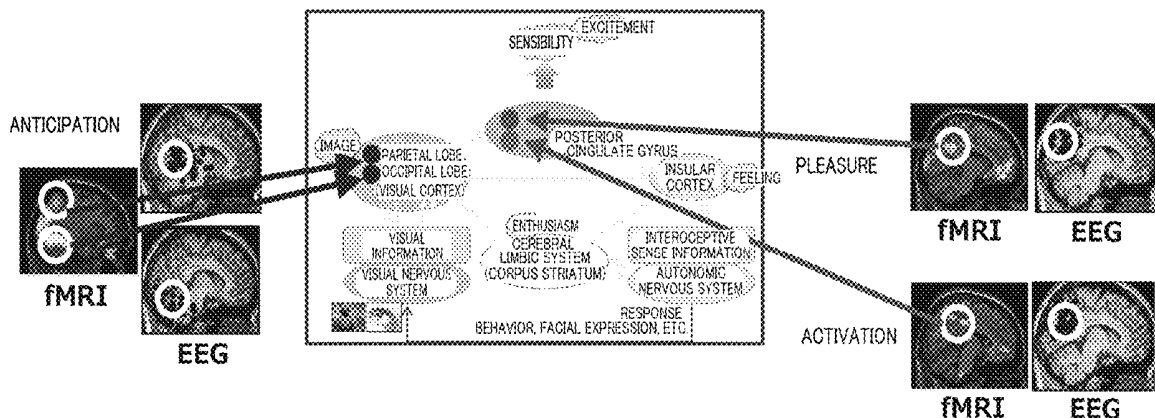 EXCITEMENT
SENSIBILITY
ANTICIPATION
IMAGE
PARIETAL LOBE,
OCCIPITAL LOBE
(VISUAL CORTEX)
POSTERIOR
CINGULATE GYRUS
INSULAR
CORTEX
FEELING
PLEASURE
fMRI
EEG
fMRI
EEG
ENTHUSIASM
CEREBRAL
LIMBIC SYSTEM
(CORPUS STRIATUM)
VISUAL
INFORMATION
VISUAL NERVOUS
SYSTEM
INTEROCEPTIVE
SENSE INFORMATION
AUTONOMIC
NERVOUS SYSTEM
RESPONSE
BEHAVIOR, FACIAL EXPRESSION, ETC.
ACTIVATION
fMRI
EEG